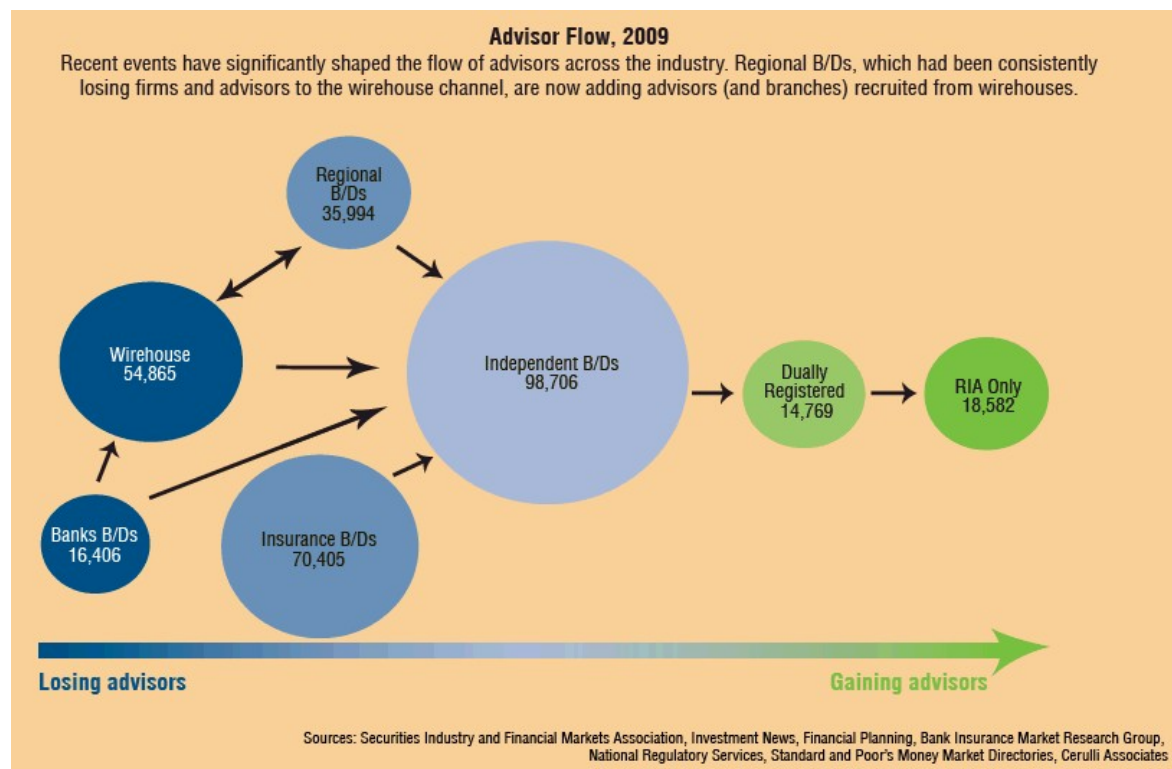 Advisor Flow, 2009
Recent events have significantly shaped the flow of advisors across the industry. Regional B/Ds, which had been consistently
losing firms and advisors to the wirehouse channel, are now adding advisors (and branches) recruited from wirehouses.
Regional
B/Ds
35,994
Wirehouse
54,865
Independent B/Ds
98,706
Dually
Registered
14,769
RIA Only
18,582
Banks B/Ds
16,406
Insurance B/Ds
70,405
Losing advisors
Gaining advisors
Sources: Securities Industry and Financial Markets Association, Investment News, Financial Planning, Bank Insurance Market Research Group,
National Regulatory Services, Standard and Poor's Money Market Directories, Cerulli Associates